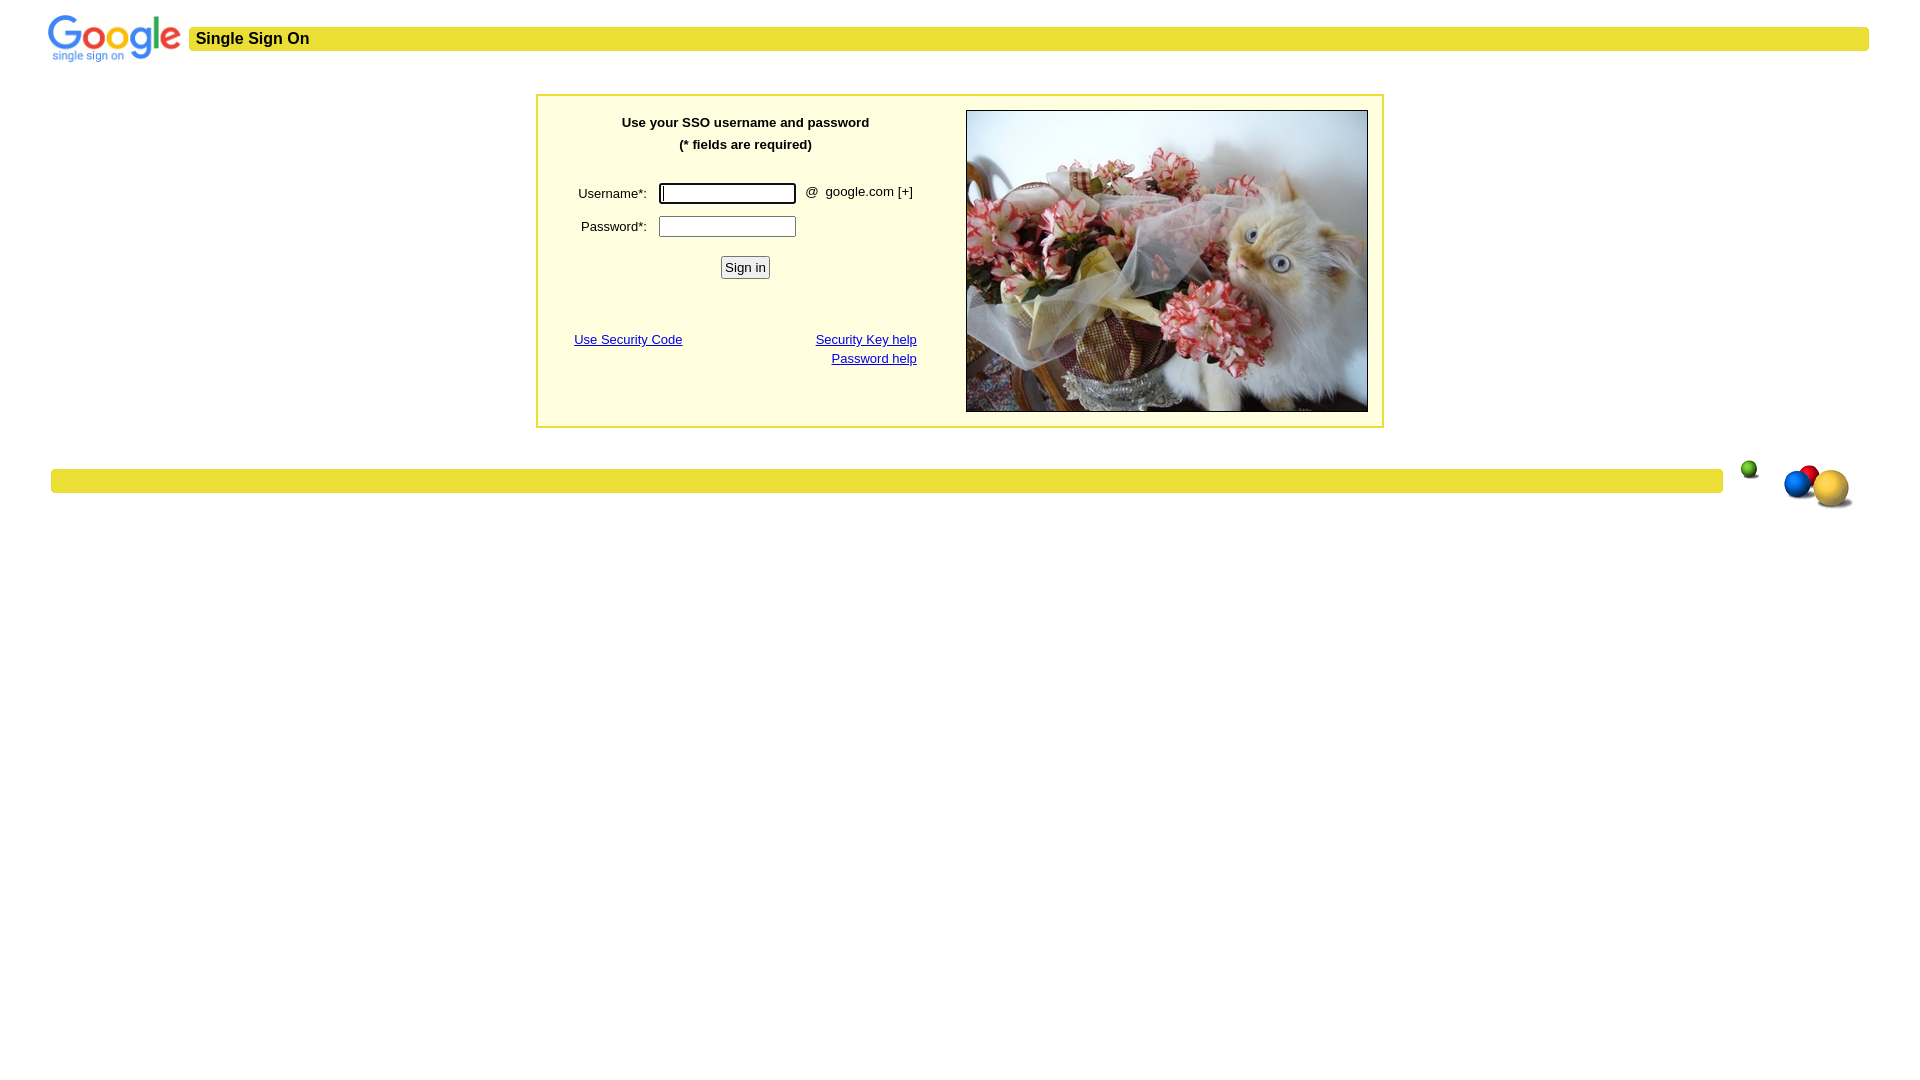 Google
single sign on
Single Sign On
Use your SSO username and password
(* fields are required)
Username*: @ google.com [+]
Password*:
Sign in
Use Security Code Security Key help
Password help